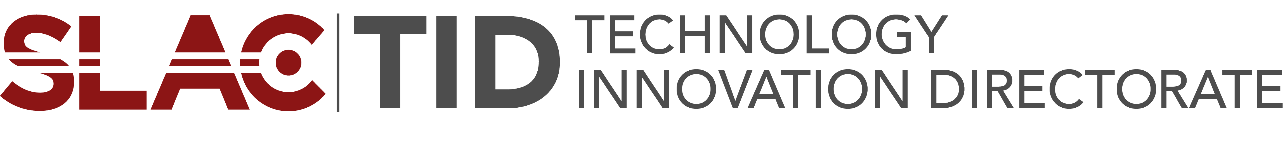 SLAC TID TECHNOLOGY
INNOVATION DIRECTORATE